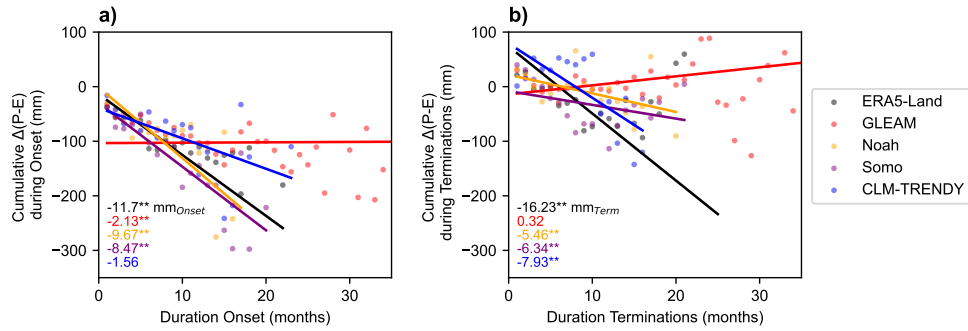 a)
Cumulative Δ(P-E)
during Onset (mm)
100
0
−100
−200
−300
-11.7** mm_Onset
-2.13**
-9.67**
-8.47**
-1.56
0
10
20
30
Duration Onset (months)
b)
Cumulative Δ(P-E)
during Terminations (mm)
100
0
−100
−200
−300
-16.23** mm_Term
0.32
-5.46**
-6.34**
-7.93**
0
10
20
30
Duration Terminations (months)
ERA5-Land
GLEAM
Noah
Somo
CLM-TRENDY